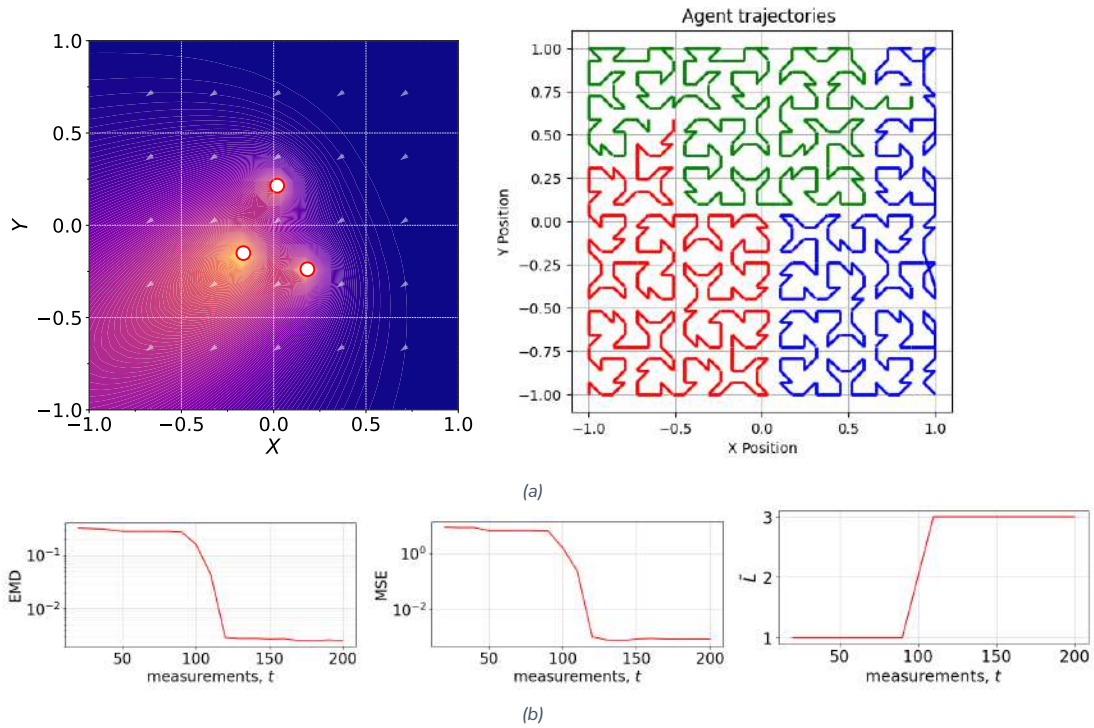 Agent trajectories
1.0
0.5
0.0
−0.5
−1.0
Y
−1.0 −0.5 0.0 0.5 1.0
X
1.00
0.75
0.50
0.25
0.00
−0.25
−0.50
−0.75
−1.00
Y Position
−1.0 −0.5 0.0 0.5 1.0
X Position
(a)
EMD
10⁻¹
10⁻²
50 100 150 200
measurements, t
MSE
10⁰
10⁻²
50 100 150 200
measurements, t
L̄
3
2
1
50 100 150 200
measurements, t
(b)